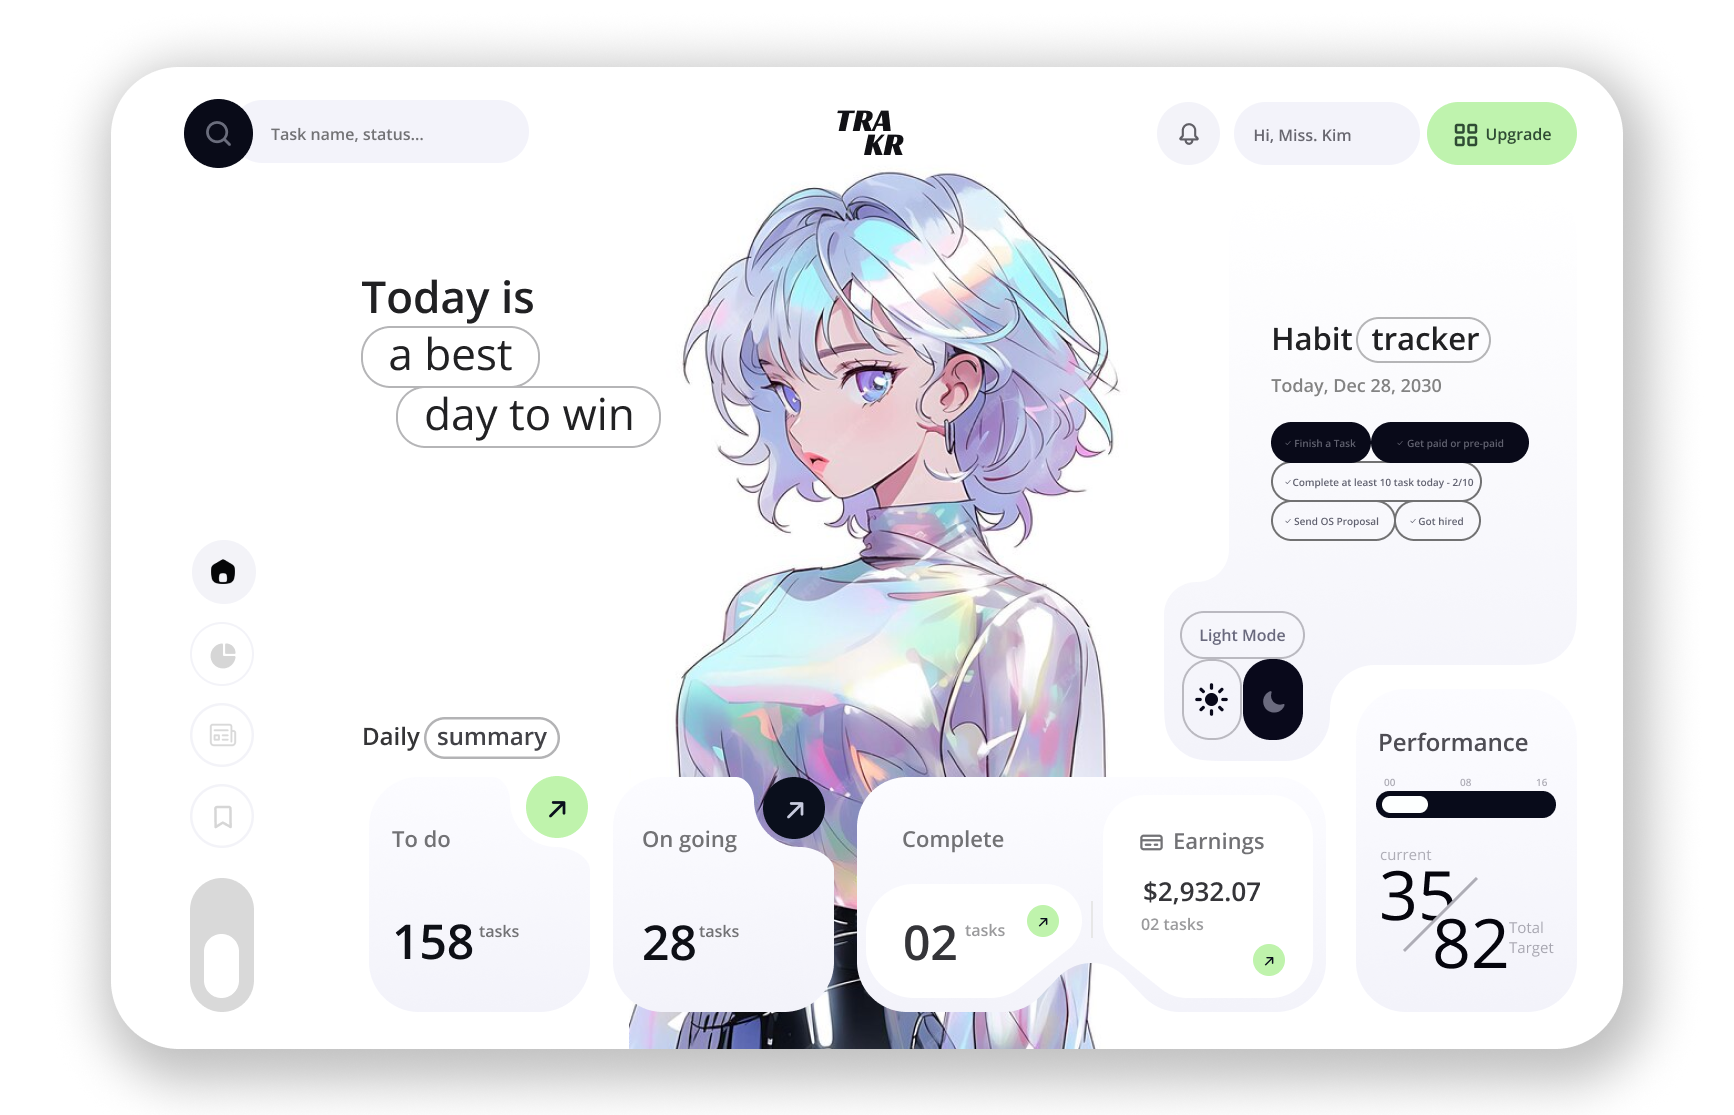 Task name, status...
TRA
KR
Hi, Miss. Kim
Upgrade
Today is
a best
day to win
Habit tracker
Today, Dec 28, 2030
Finish a Task
Get paid or pre-paid
Complete at least 10 task today - 2/10
Send OS Proposal
Got hired
Light Mode
Daily summary
To do
158 tasks
On going
28 tasks
Complete
02 tasks
Earnings
$2,932.07
02 tasks
Performance
00 08 16
current
35
82
Total
Target